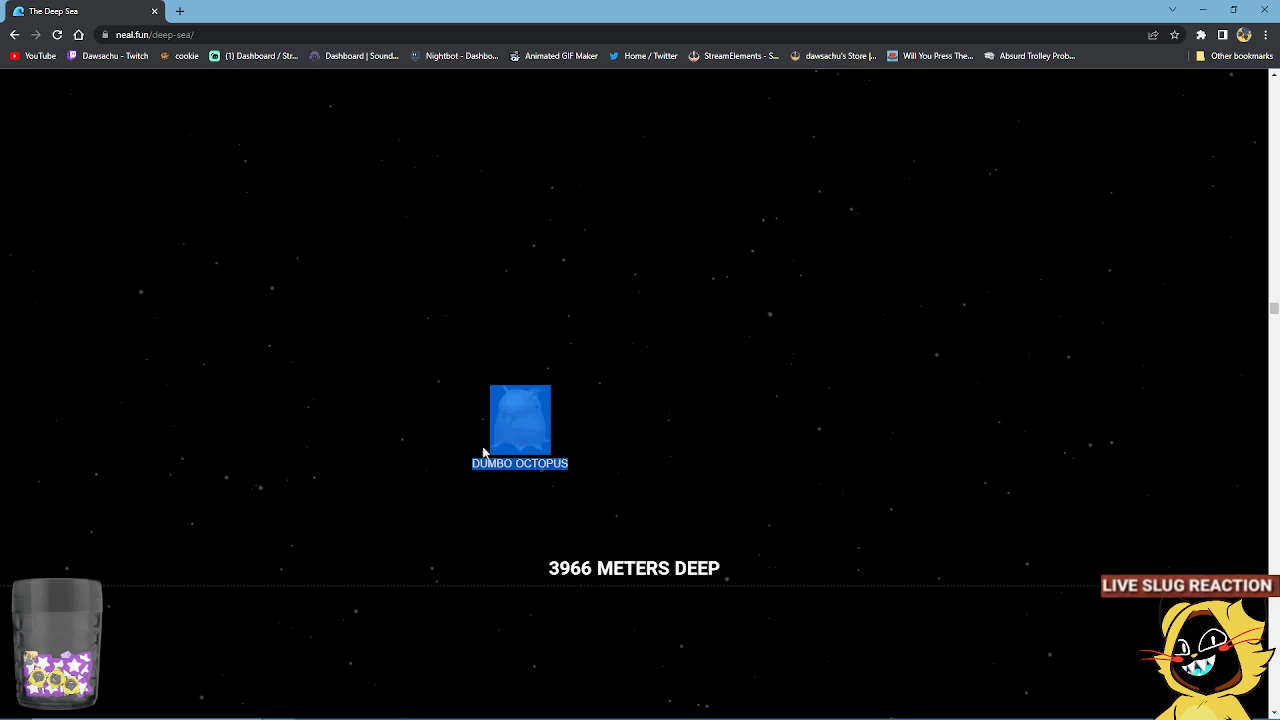 The Deep Sea
neal.fun/deep-sea/
YouTube
Dawsachu - Twitch
cookie
(1) Dashboard / Str...
Dashboard | Sound...
Nightbot - Dashbo...
Animated GIF Maker
Twitter Home / Twitter
StreamElements - S...
dawsachu's Store |...
Will You Press The...
Absurd Trolley Prob...
Other bookmarks
DUMBO OCTOPUS
3966 METERS DEEP
LIVE SLUG REACTION